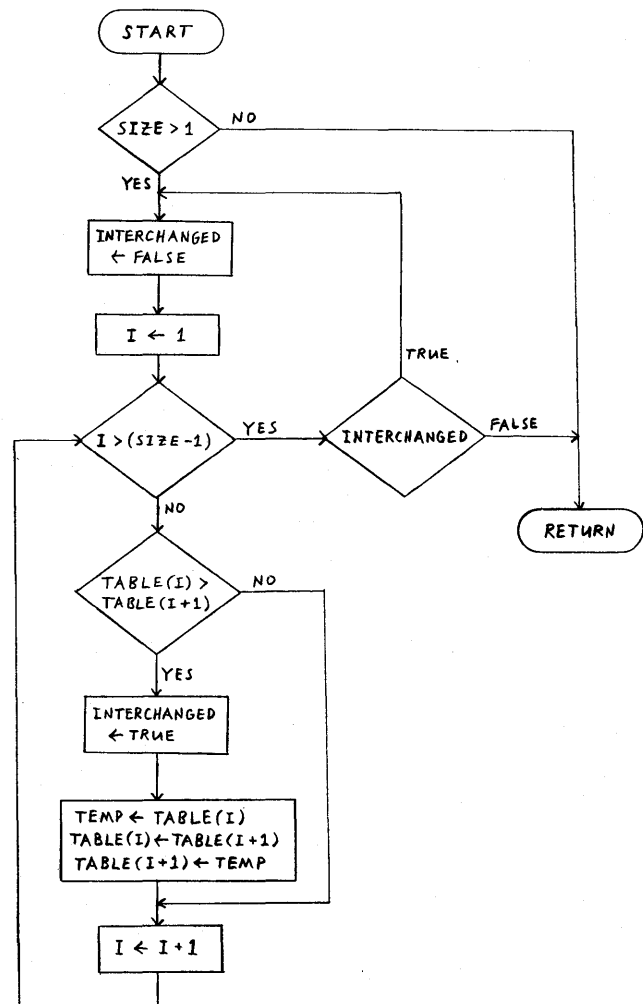 START
SIZE > 1
NO
YES
INTERCHANGED
← FALSE
I ← 1
TRUE
I > (SIZE-1)
YES
INTERCHANGED
FALSE
NO
RETURN
TABLE(I) >
TABLE(I+1)
NO
YES
INTERCHANGED
← TRUE
TEMP ← TABLE(I)
TABLE(I) ← TABLE(I+1)
TABLE(I+1) ← TEMP
I ← I+1